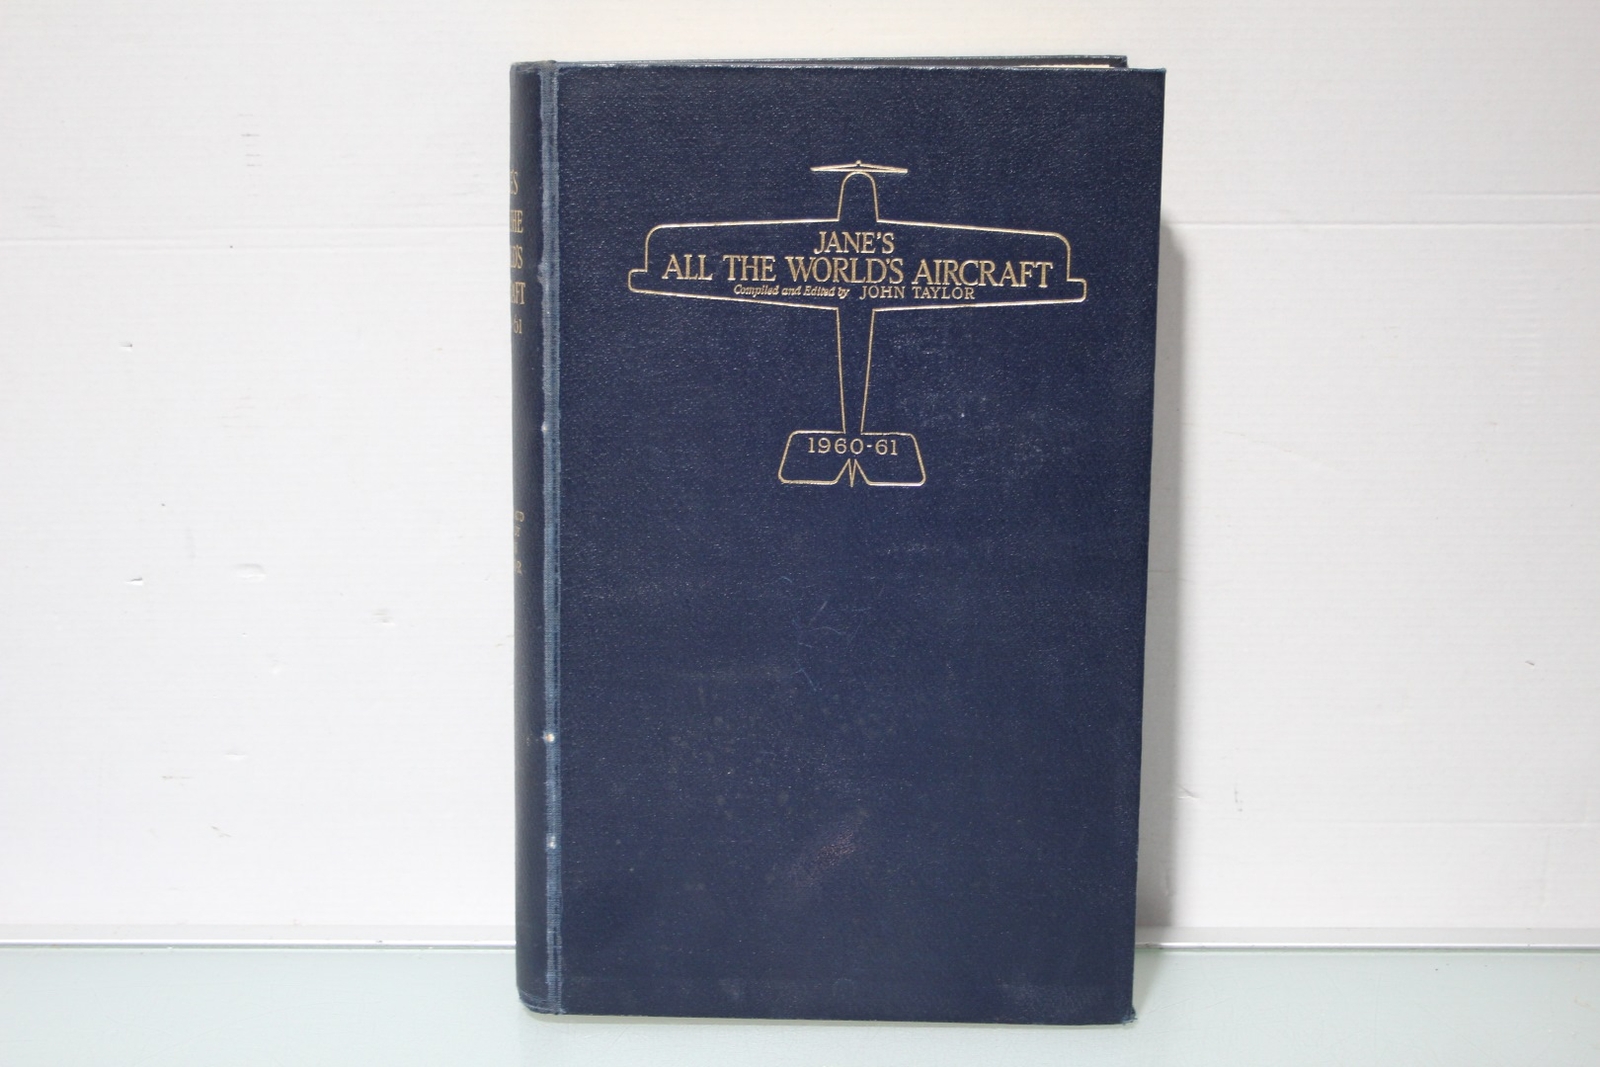 JANE'S
ALL THE WORLD'S AIRCRAFT
Compiled and Edited by JOHN TAYLOR
1960-61